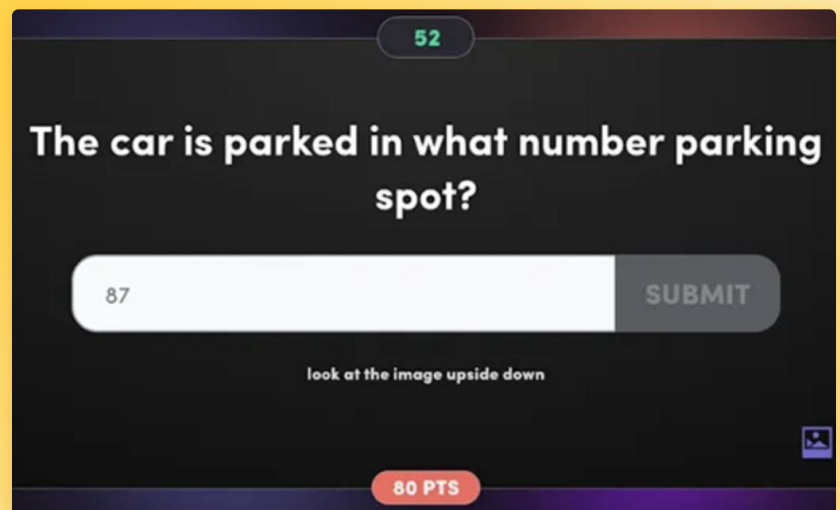 52
The car is parked in what number parking
spot?
87
SUBMIT
look at the image upside down
80 PTS